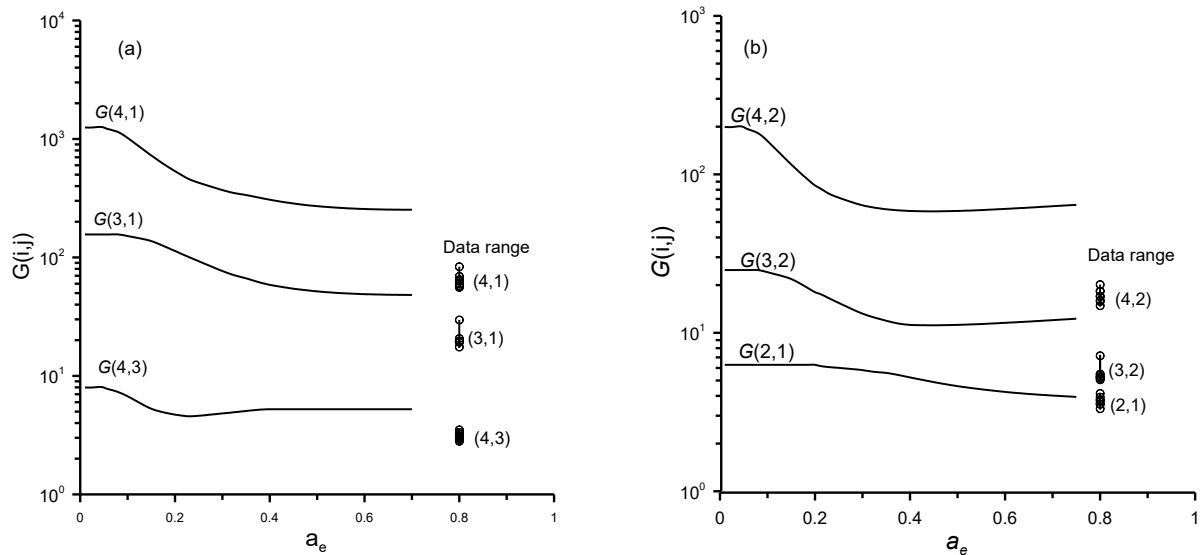 (a)
10^4
10^3
10^2
10^1
10^0
G(i,j)
G(4,1)
G(3,1)
G(4,3)
Data range
(4,1)
(3,1)
(4,3)
0 0.2 0.4 0.6 0.8 1
a_e
(b)
10^3
10^2
10^1
10^0
G(i,j)
G(4,2)
G(3,2)
G(2,1)
Data range
(4,2)
(3,2)
(2,1)
0 0.2 0.4 0.6 0.8 1
a_e